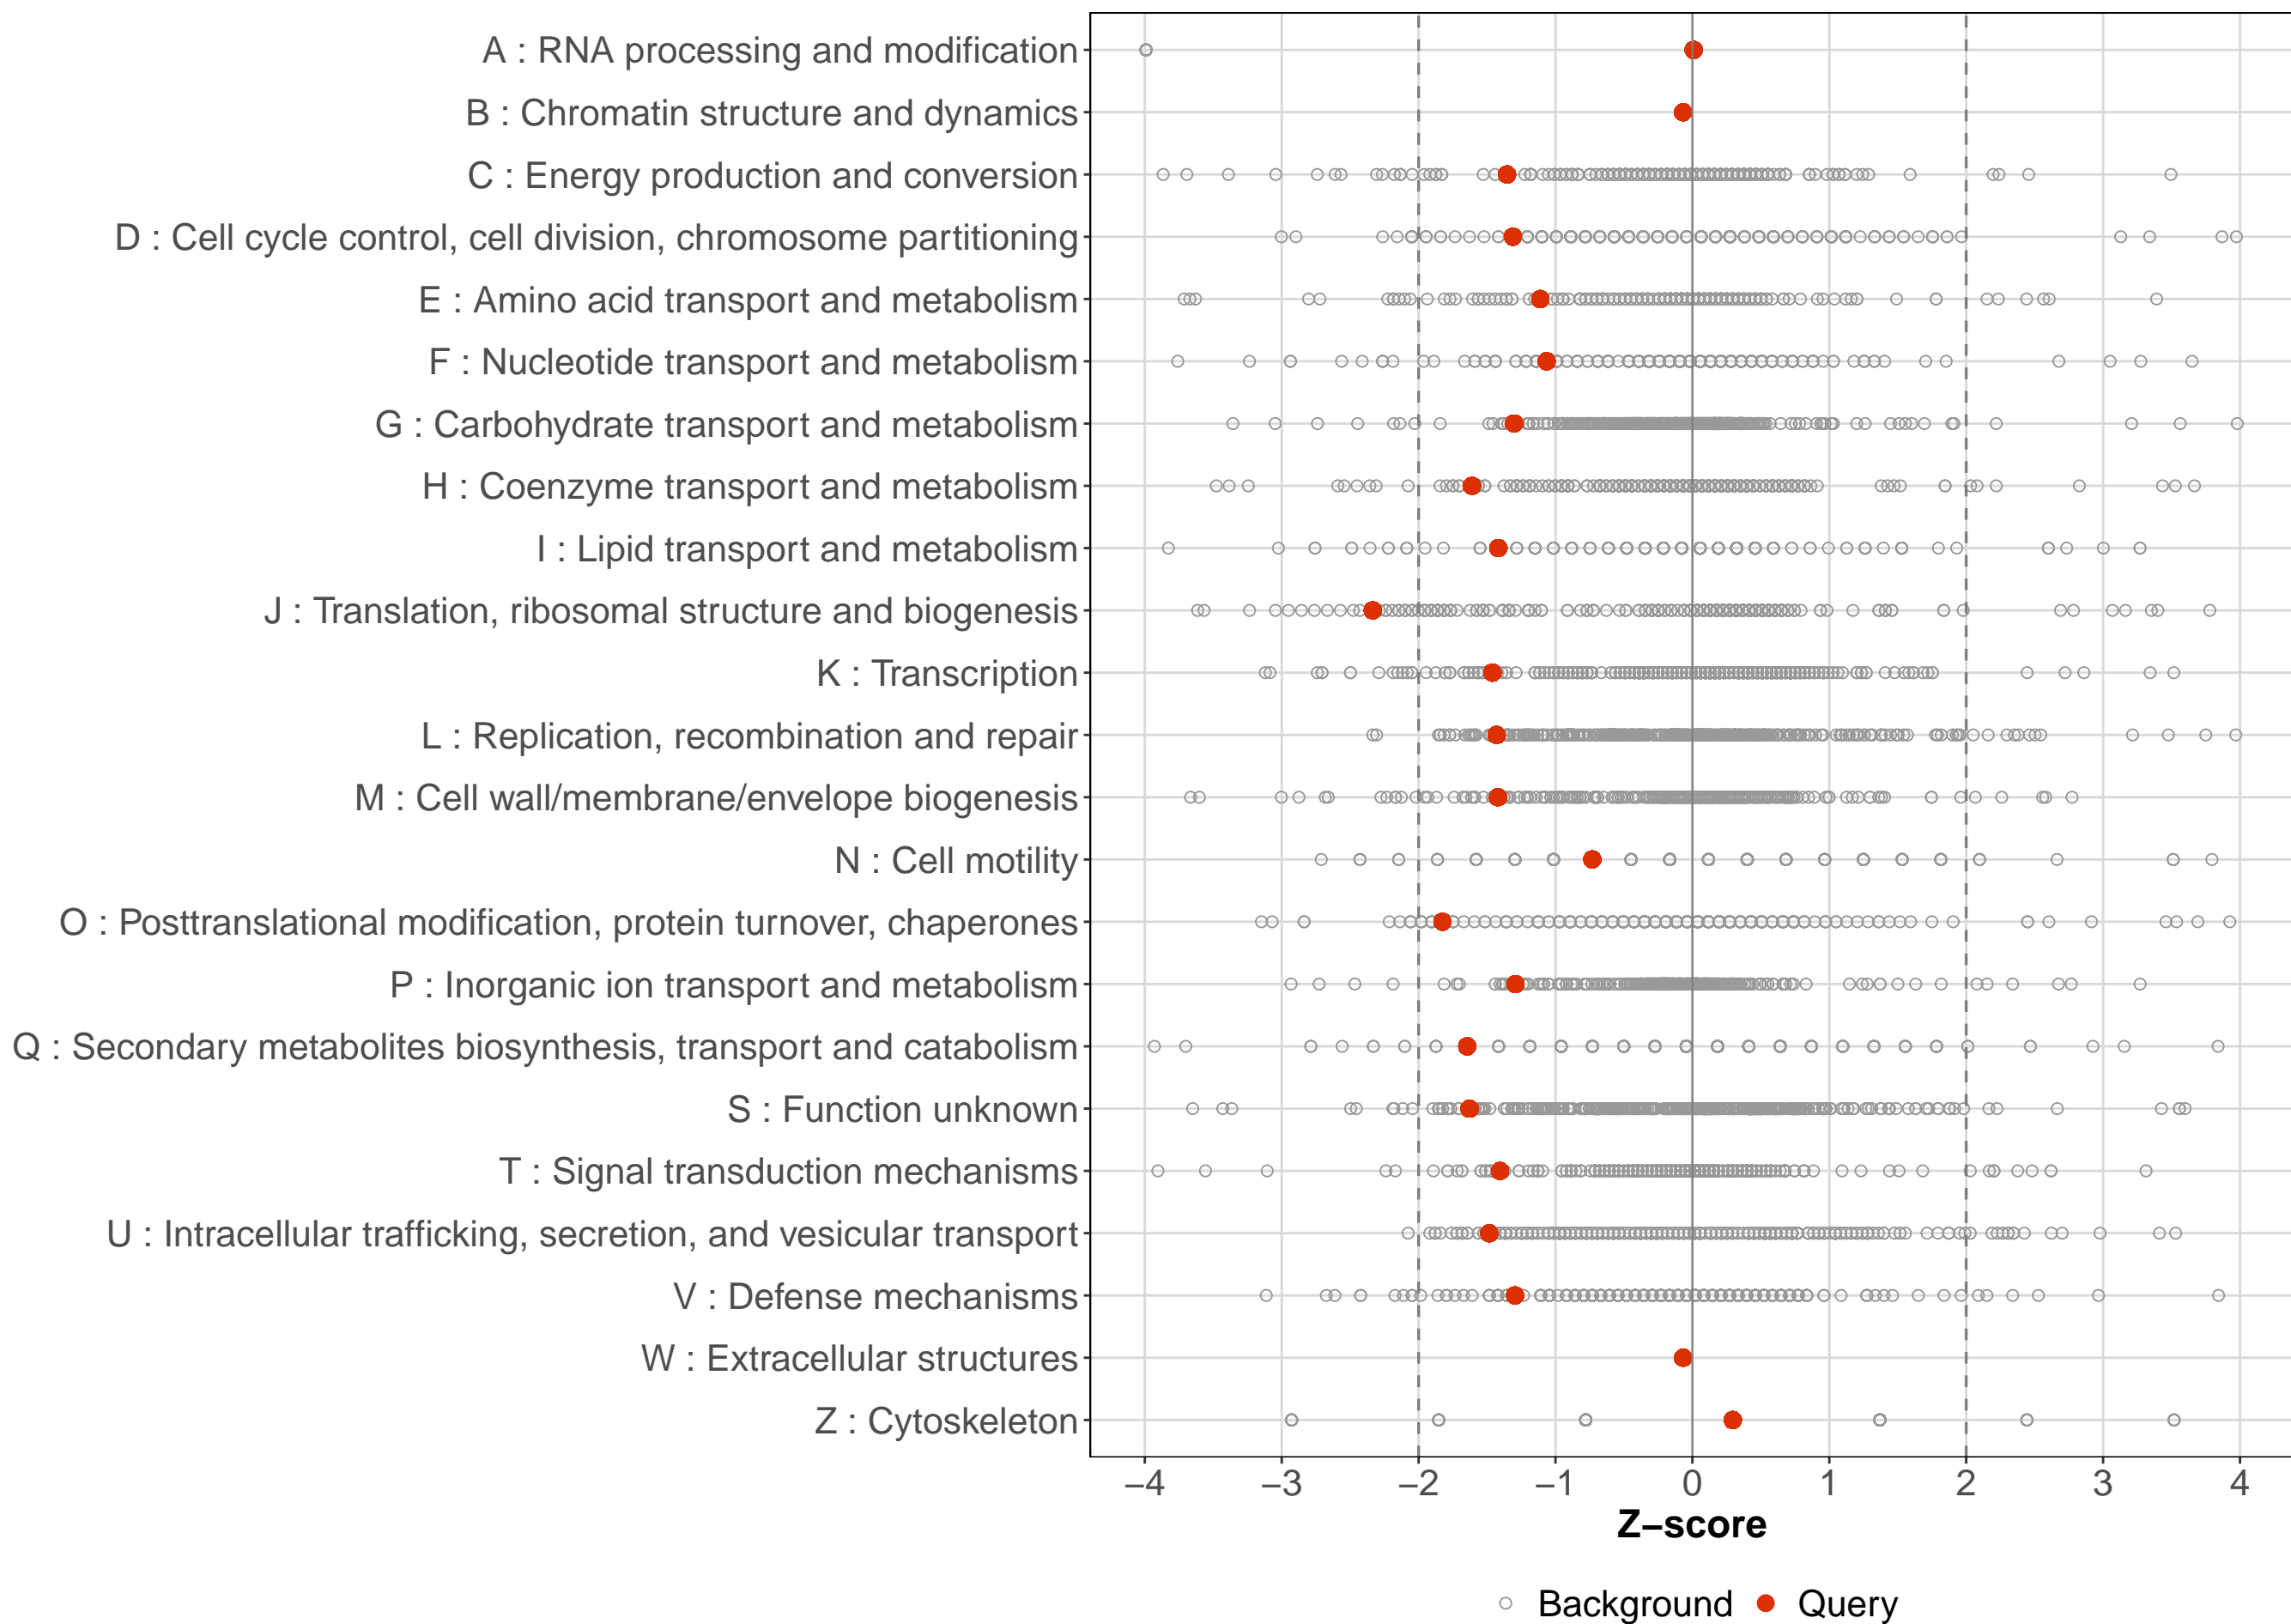 A : RNA processing and modification
B : Chromatin structure and dynamics
C : Energy production and conversion
D : Cell cycle control, cell division, chromosome partitioning
E : Amino acid transport and metabolism
F : Nucleotide transport and metabolism
G : Carbohydrate transport and metabolism
H : Coenzyme transport and metabolism
I : Lipid transport and metabolism
J : Translation, ribosomal structure and biogenesis
K : Transcription
L : Replication, recombination and repair
M : Cell wall/membrane/envelope biogenesis
N : Cell motility
O : Posttranslational modification, protein turnover, chaperones
P : Inorganic ion transport and metabolism
Q : Secondary metabolites biosynthesis, transport and catabolism
S : Function unknown
T : Signal transduction mechanisms
U : Intracellular trafficking, secretion, and vesicular transport
V : Defense mechanisms
W : Extracellular structures
Z : Cytoskeleton
−4 −3 −2 −1 0 1 2 3 4
Z−score
Background Query